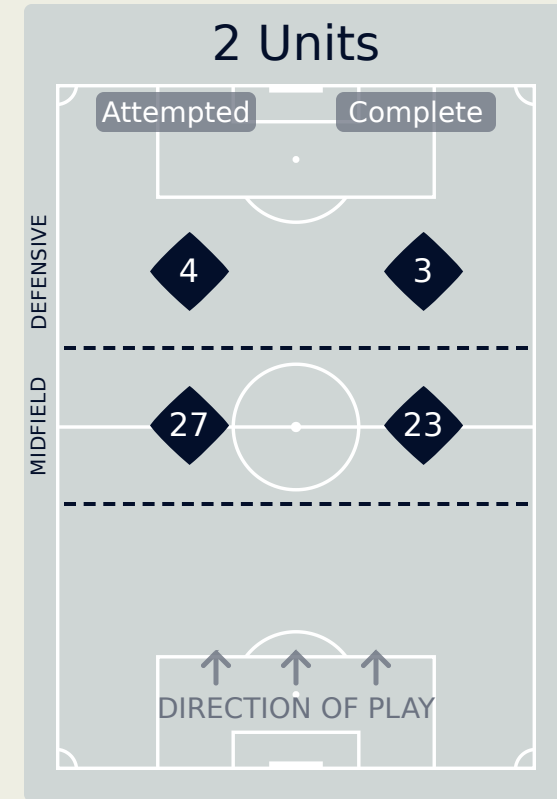 2 Units
Attempted Complete
DEFENSIVE
4 3
MIDFIELD
27 23
DIRECTION OF PLAY